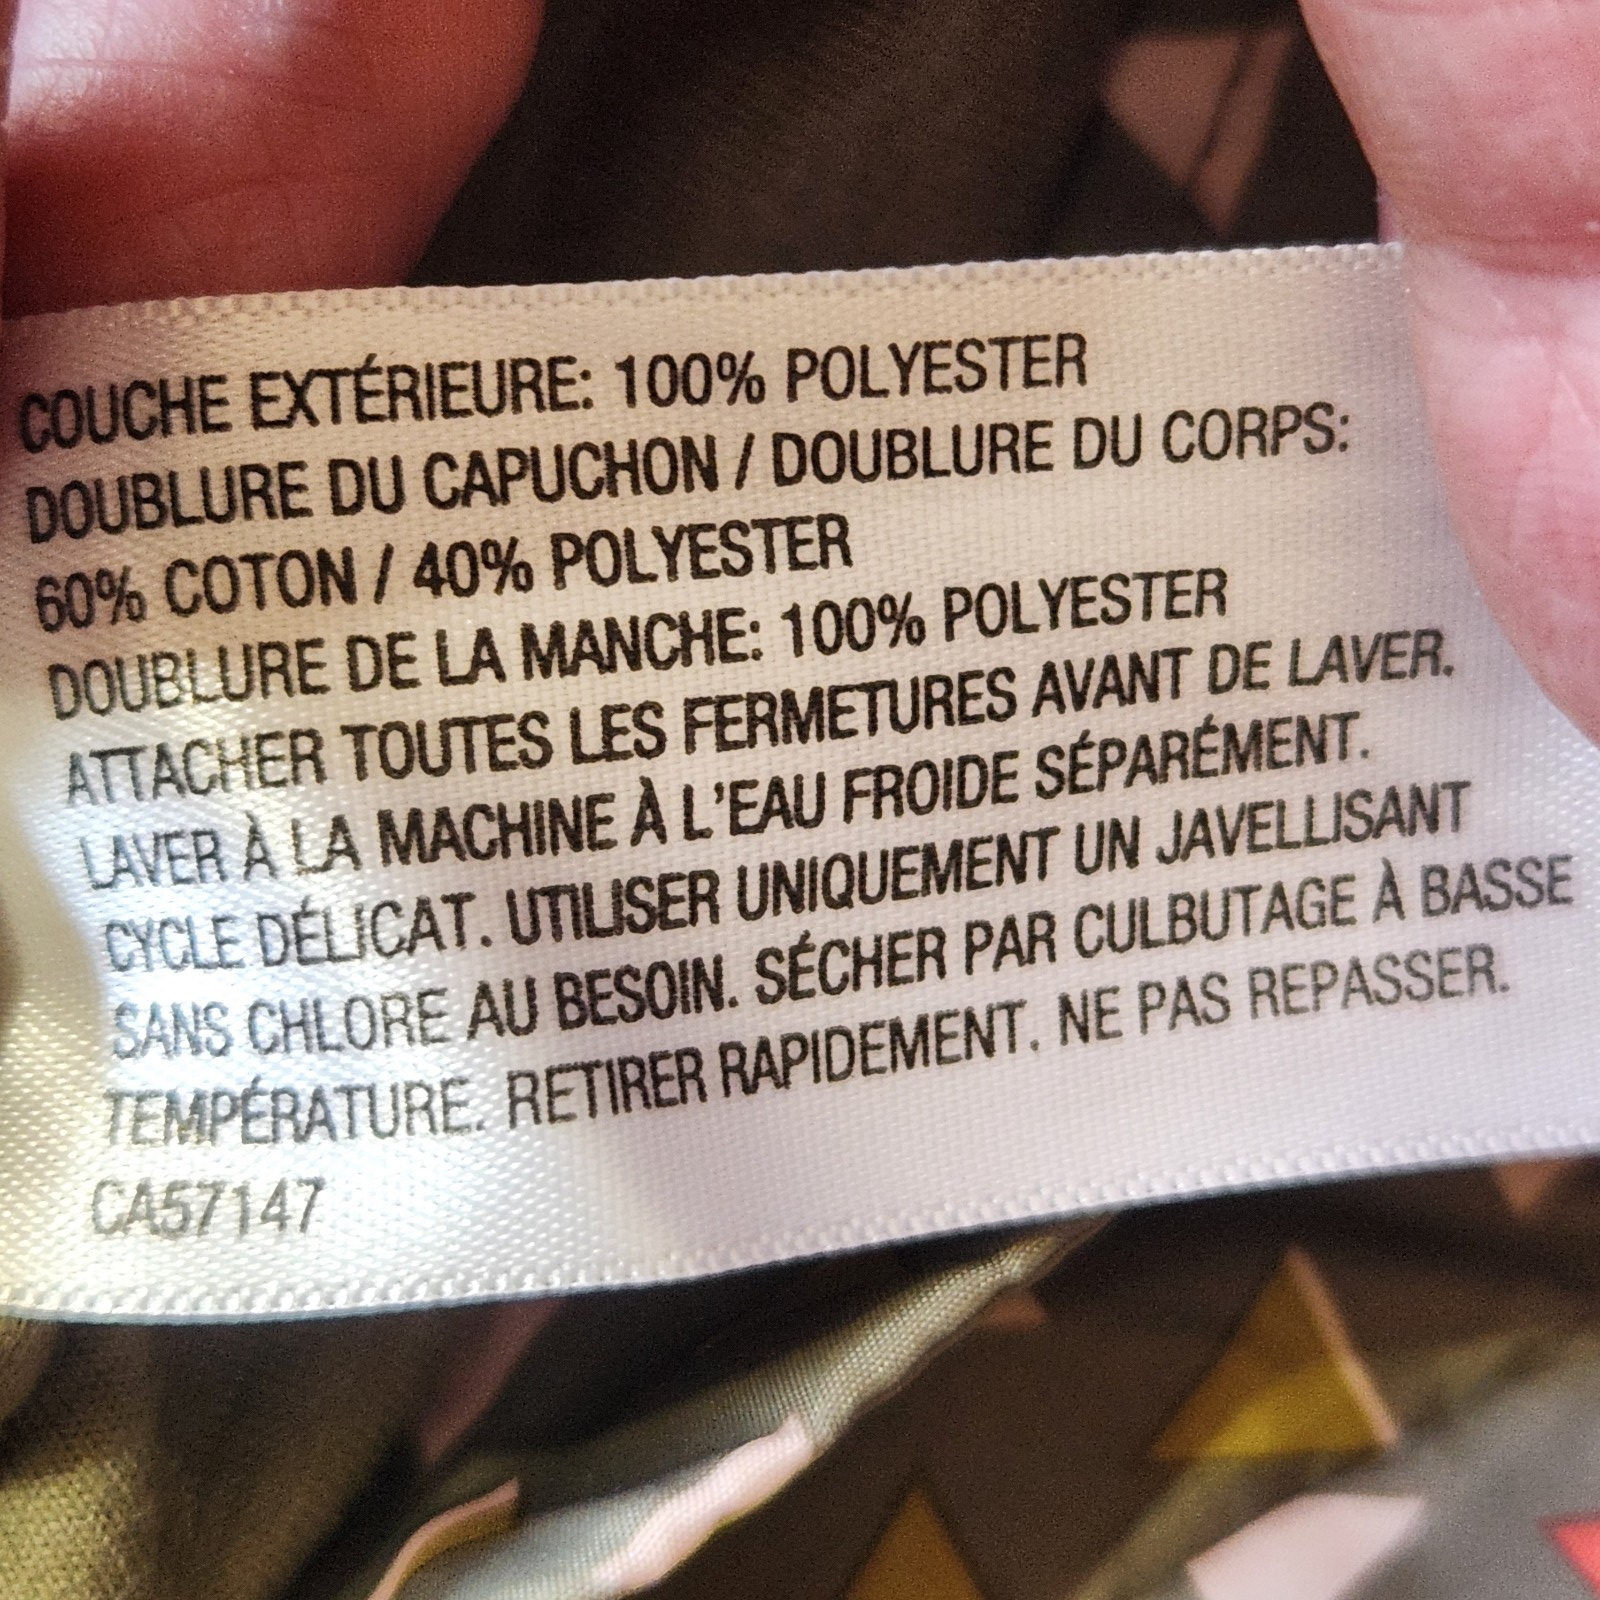 COUCHE EXTÉRIEURE: 100% POLYESTER
DOUBLURE DU CAPUCHON / DOUBLURE DU CORPS:
60% COTON / 40% POLYESTER
DOUBLURE DE LA MANCHE: 100% POLYESTER
ATTACHER TOUTES LES FERMETURES AVANT DE LAVER.
LAVER À LA MACHINE À L'EAU FROIDE SÉPARÉMENT.
CYCLE DÉLICAT. UTILISER UNIQUEMENT UN JAVELLISANT
SANS CHLORE AU BESOIN. SÉCHER PAR CULBUTAGE À BASSE
TEMPÉRATURE. RETIRER RAPIDEMENT. NE PAS REPASSER.
CA57147